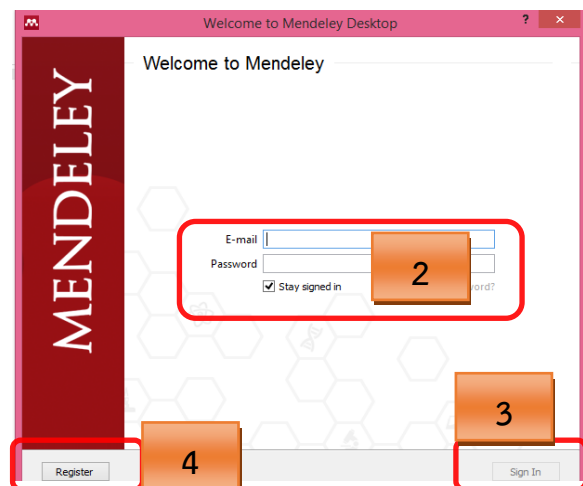 Welcome to Mendeley Desktop ? ×
Welcome to Mendeley
MENDELEY
E-mail
Password
Stay signed in
2
word?
3
4
Register
Sign In